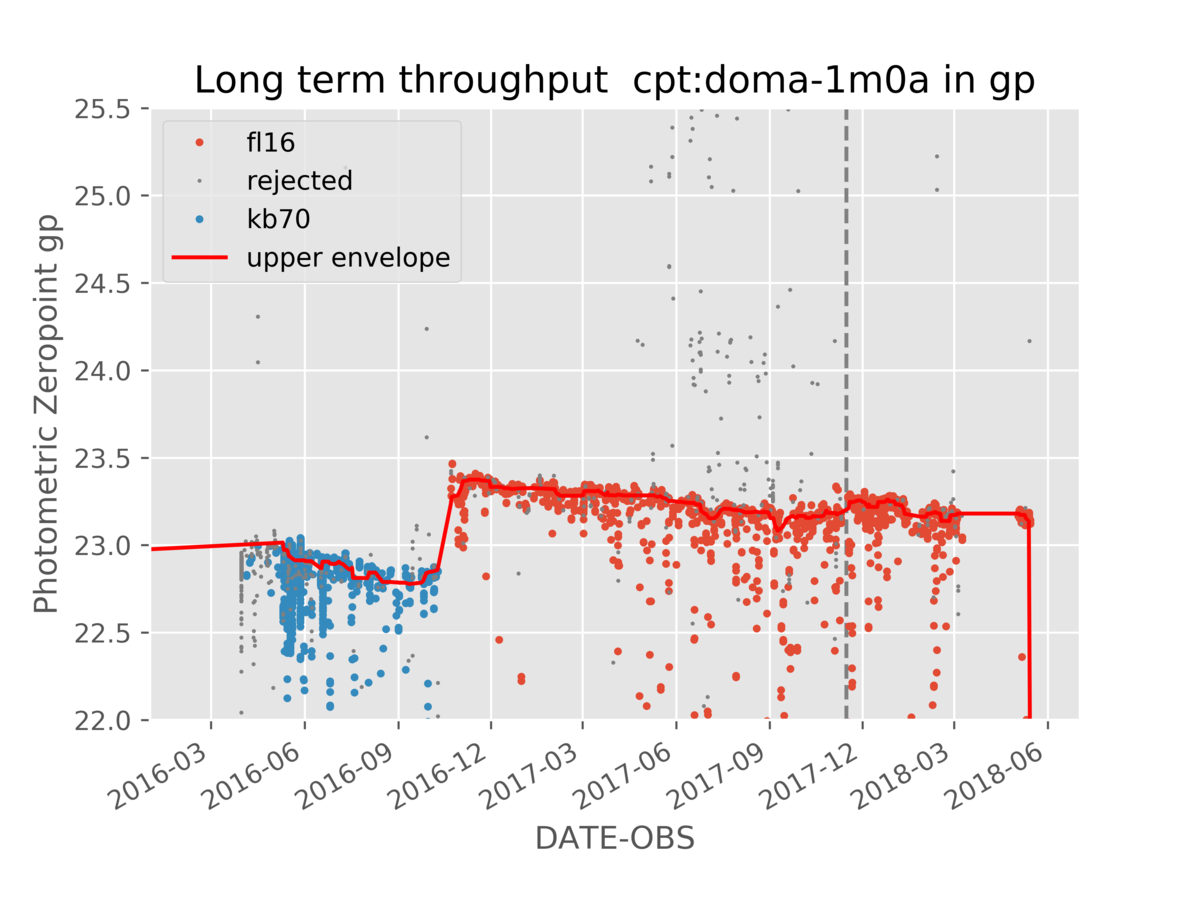 Long term throughput  cpt:doma-1m0a in gp
25.5
25.0
24.5
24.0
23.5
23.0
22.5
22.0
Photometric Zeropoint gp
fl16
rejected
kb70
upper envelope
2016-03
2016-06
2016-09
2016-12
2017-03
2017-06
2017-09
2017-12
2018-03
2018-06
DATE-OBS